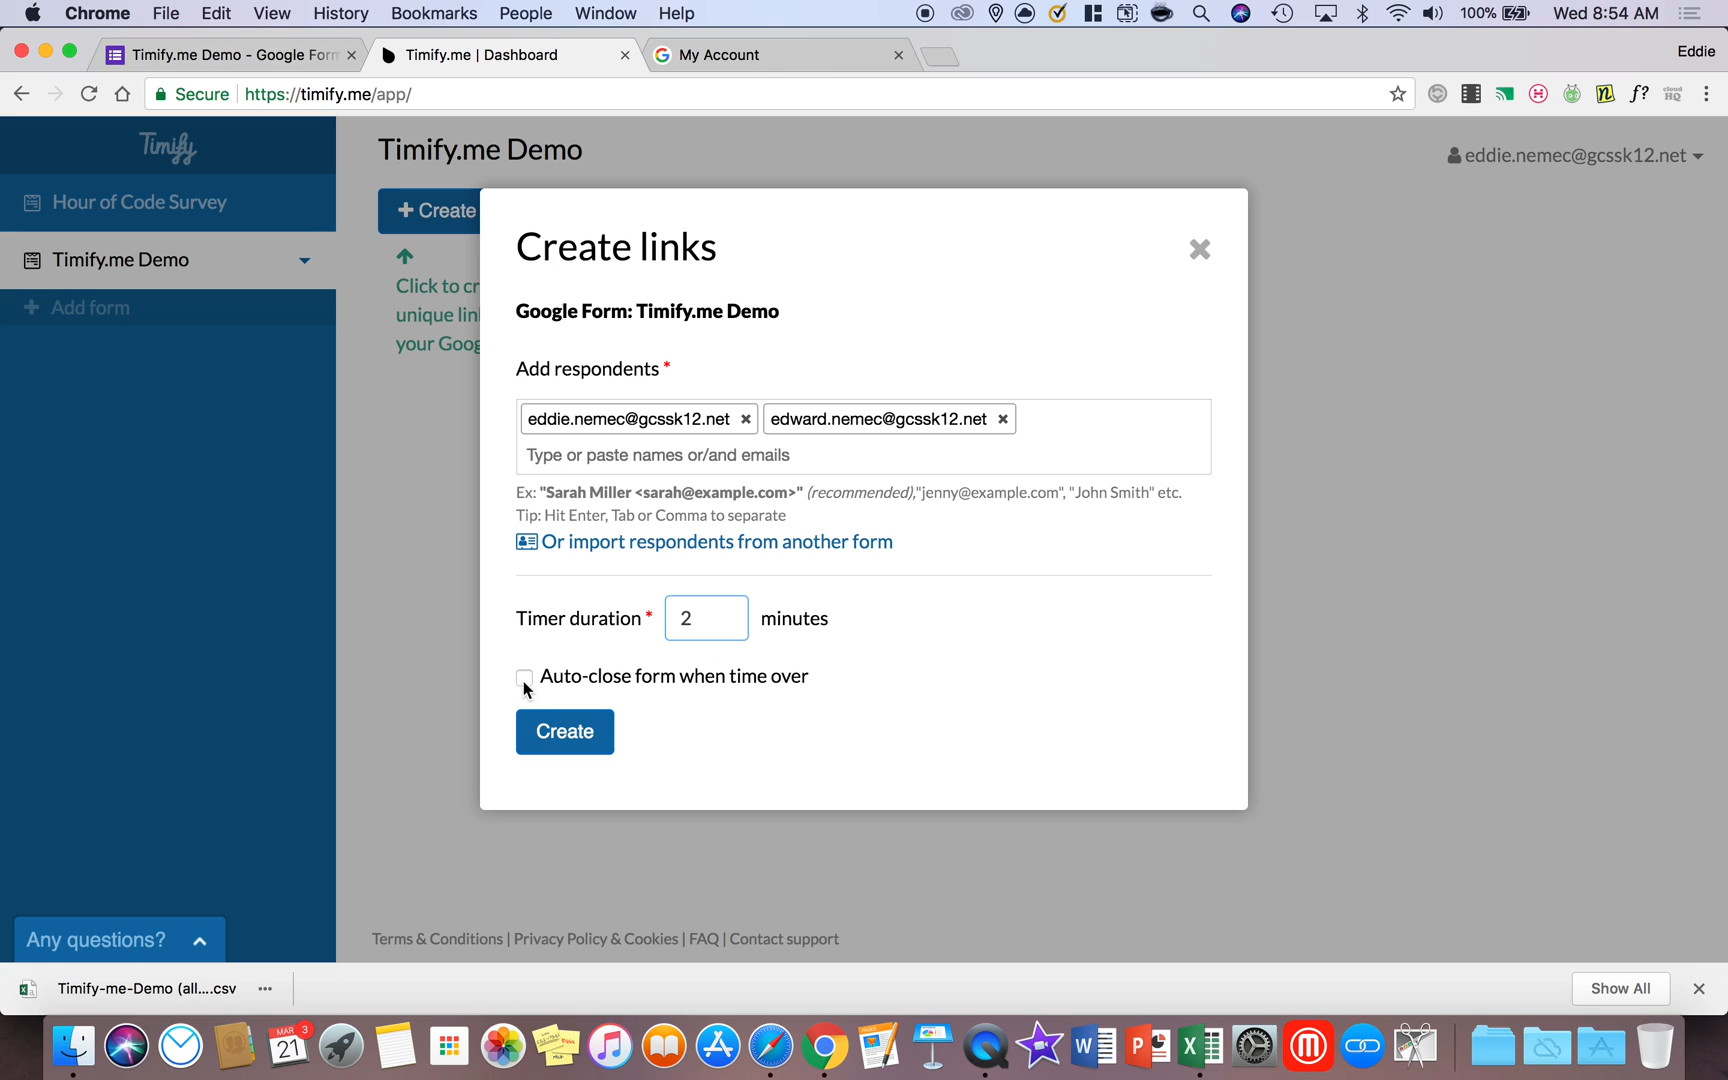 Chrome File Edit View History Bookmarks People Window Help 100% Wed 8:54 AM
Timify.me Demo - Google Form Timify.me | Dashboard My Account Eddie
Secure https://timify.me/app/
Timify
Timify.me Demo
eddie.nemec@gcssk12.net
Hour of Code Survey
Timify.me Demo
+ Add form
+ Create
Click to cr
unique lin
your Goog
Create links
Google Form: Timify.me Demo
Add respondents *
eddie.nemec@gcssk12.net edward.nemec@gcssk12.net
Type or paste names or/and emails
Ex: "Sarah Miller <sarah@example.com>" (recommended),"jenny@example.com", "John Smith" etc.
Tip: Hit Enter, Tab or Comma to separate
Or import respondents from another form
Timer duration * 2 minutes
Auto-close form when time over
Create
Any questions?
Terms & Conditions | Privacy Policy & Cookies | FAQ | Contact support
Timify-me-Demo (all....csv Show All
MAR 3
21